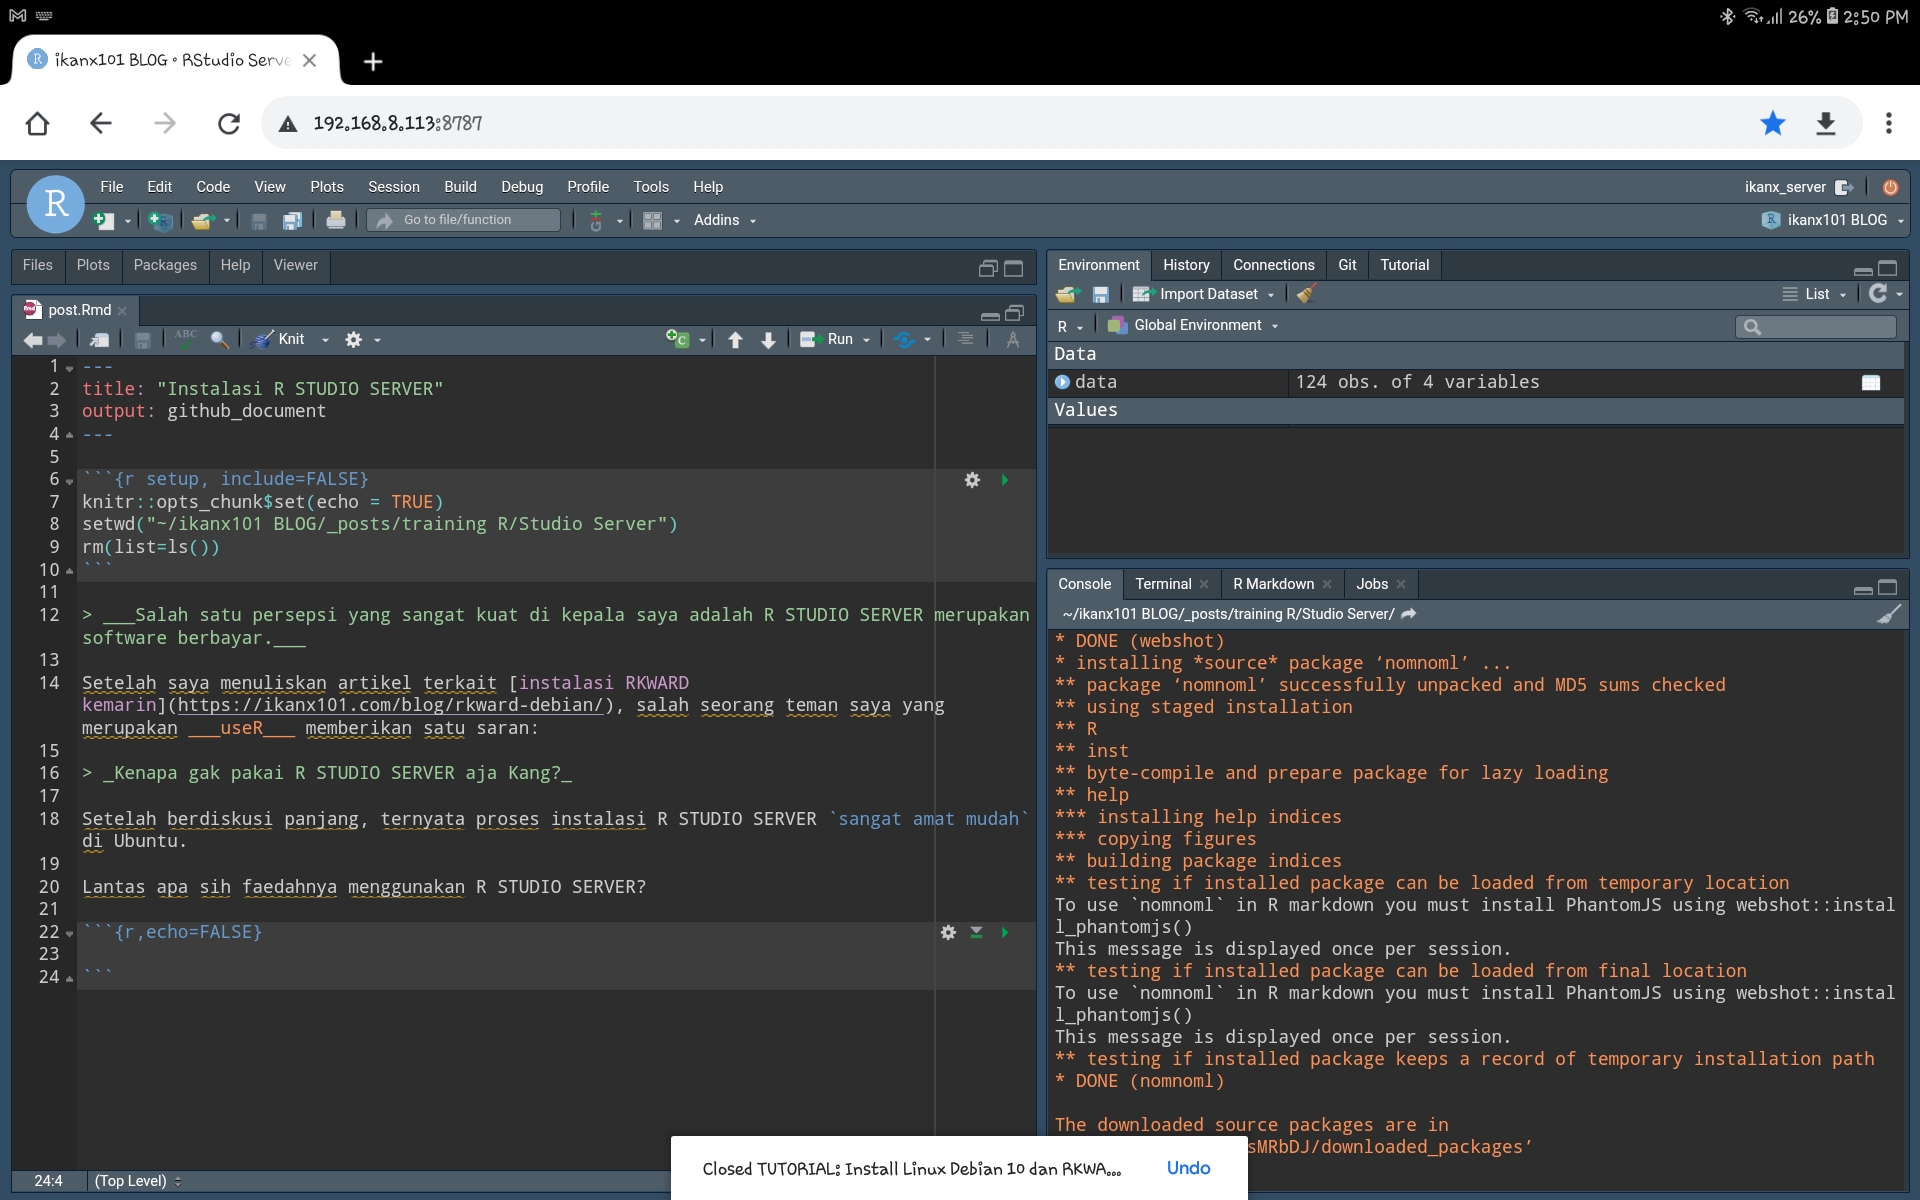 26% 2:50 PM
ikanx101 BLOG • RStudio Serve
192.168.8.113:8787
File Edit Code View Plots Session Build Debug Profile Tools Help
ikanx_server
Go to file/function
Addins
ikanx101 BLOG
Files Plots Packages Help Viewer
post.Rmd
ABC Knit Run
1 ---
2 title: "Instalasi R STUDIO SERVER"
3 output: github_document
4 ---
5
6 ```{r setup, include=FALSE}
7 knitr::opts_chunk$set(echo = TRUE)
8 setwd("~/ikanx101 BLOG/_posts/training R/Studio Server")
9 rm(list=ls())
10 ```
11
12 > ___Salah satu persepsi yang sangat kuat di kepala saya adalah R STUDIO SERVER merupakan
software berbayar.___
13
14 Setelah saya menuliskan artikel terkait [instalasi RKWARD
kemarin](https://ikanx101.com/blog/rkward-debian/), salah seorang teman saya yang
merupakan ___useR___ memberikan satu saran:
15
16 > _Kenapa gak pakai R STUDIO SERVER aja Kang?_
17
18 Setelah berdiskusi panjang, ternyata proses instalasi R STUDIO SERVER `sangat amat mudah`
di Ubuntu.
19
20 Lantas apa sih faedahnya menggunakan R STUDIO SERVER?
21
22 ```{r,echo=FALSE}
23
24 ```
24:4 (Top Level)
Environment History Connections Git Tutorial
Import Dataset List
R Global Environment
Data
data 124 obs. of 4 variables
Values
Console Terminal R Markdown Jobs
~/ikanx101 BLOG/_posts/training R/Studio Server/
* DONE (webshot)
* installing *source* package ‘nomnoml’ ...
** package ‘nomnoml’ successfully unpacked and MD5 sums checked
** using staged installation
** R
** inst
** byte-compile and prepare package for lazy loading
** help
*** installing help indices
*** copying figures
** building package indices
** testing if installed package can be loaded from temporary location
To use `nomnoml` in R markdown you must install PhantomJS using webshot::instal
l_phantomjs()
This message is displayed once per session.
** testing if installed package can be loaded from final location
To use `nomnoml` in R markdown you must install PhantomJS using webshot::instal
l_phantomjs()
This message is displayed once per session.
** testing if installed package keeps a record of temporary installation path
* DONE (nomnoml)
The downloaded source packages are in
sMRbDJ/downloaded_packages’
Closed TUTORIAL: Install Linux Debian 10 dan RKWA... Undo